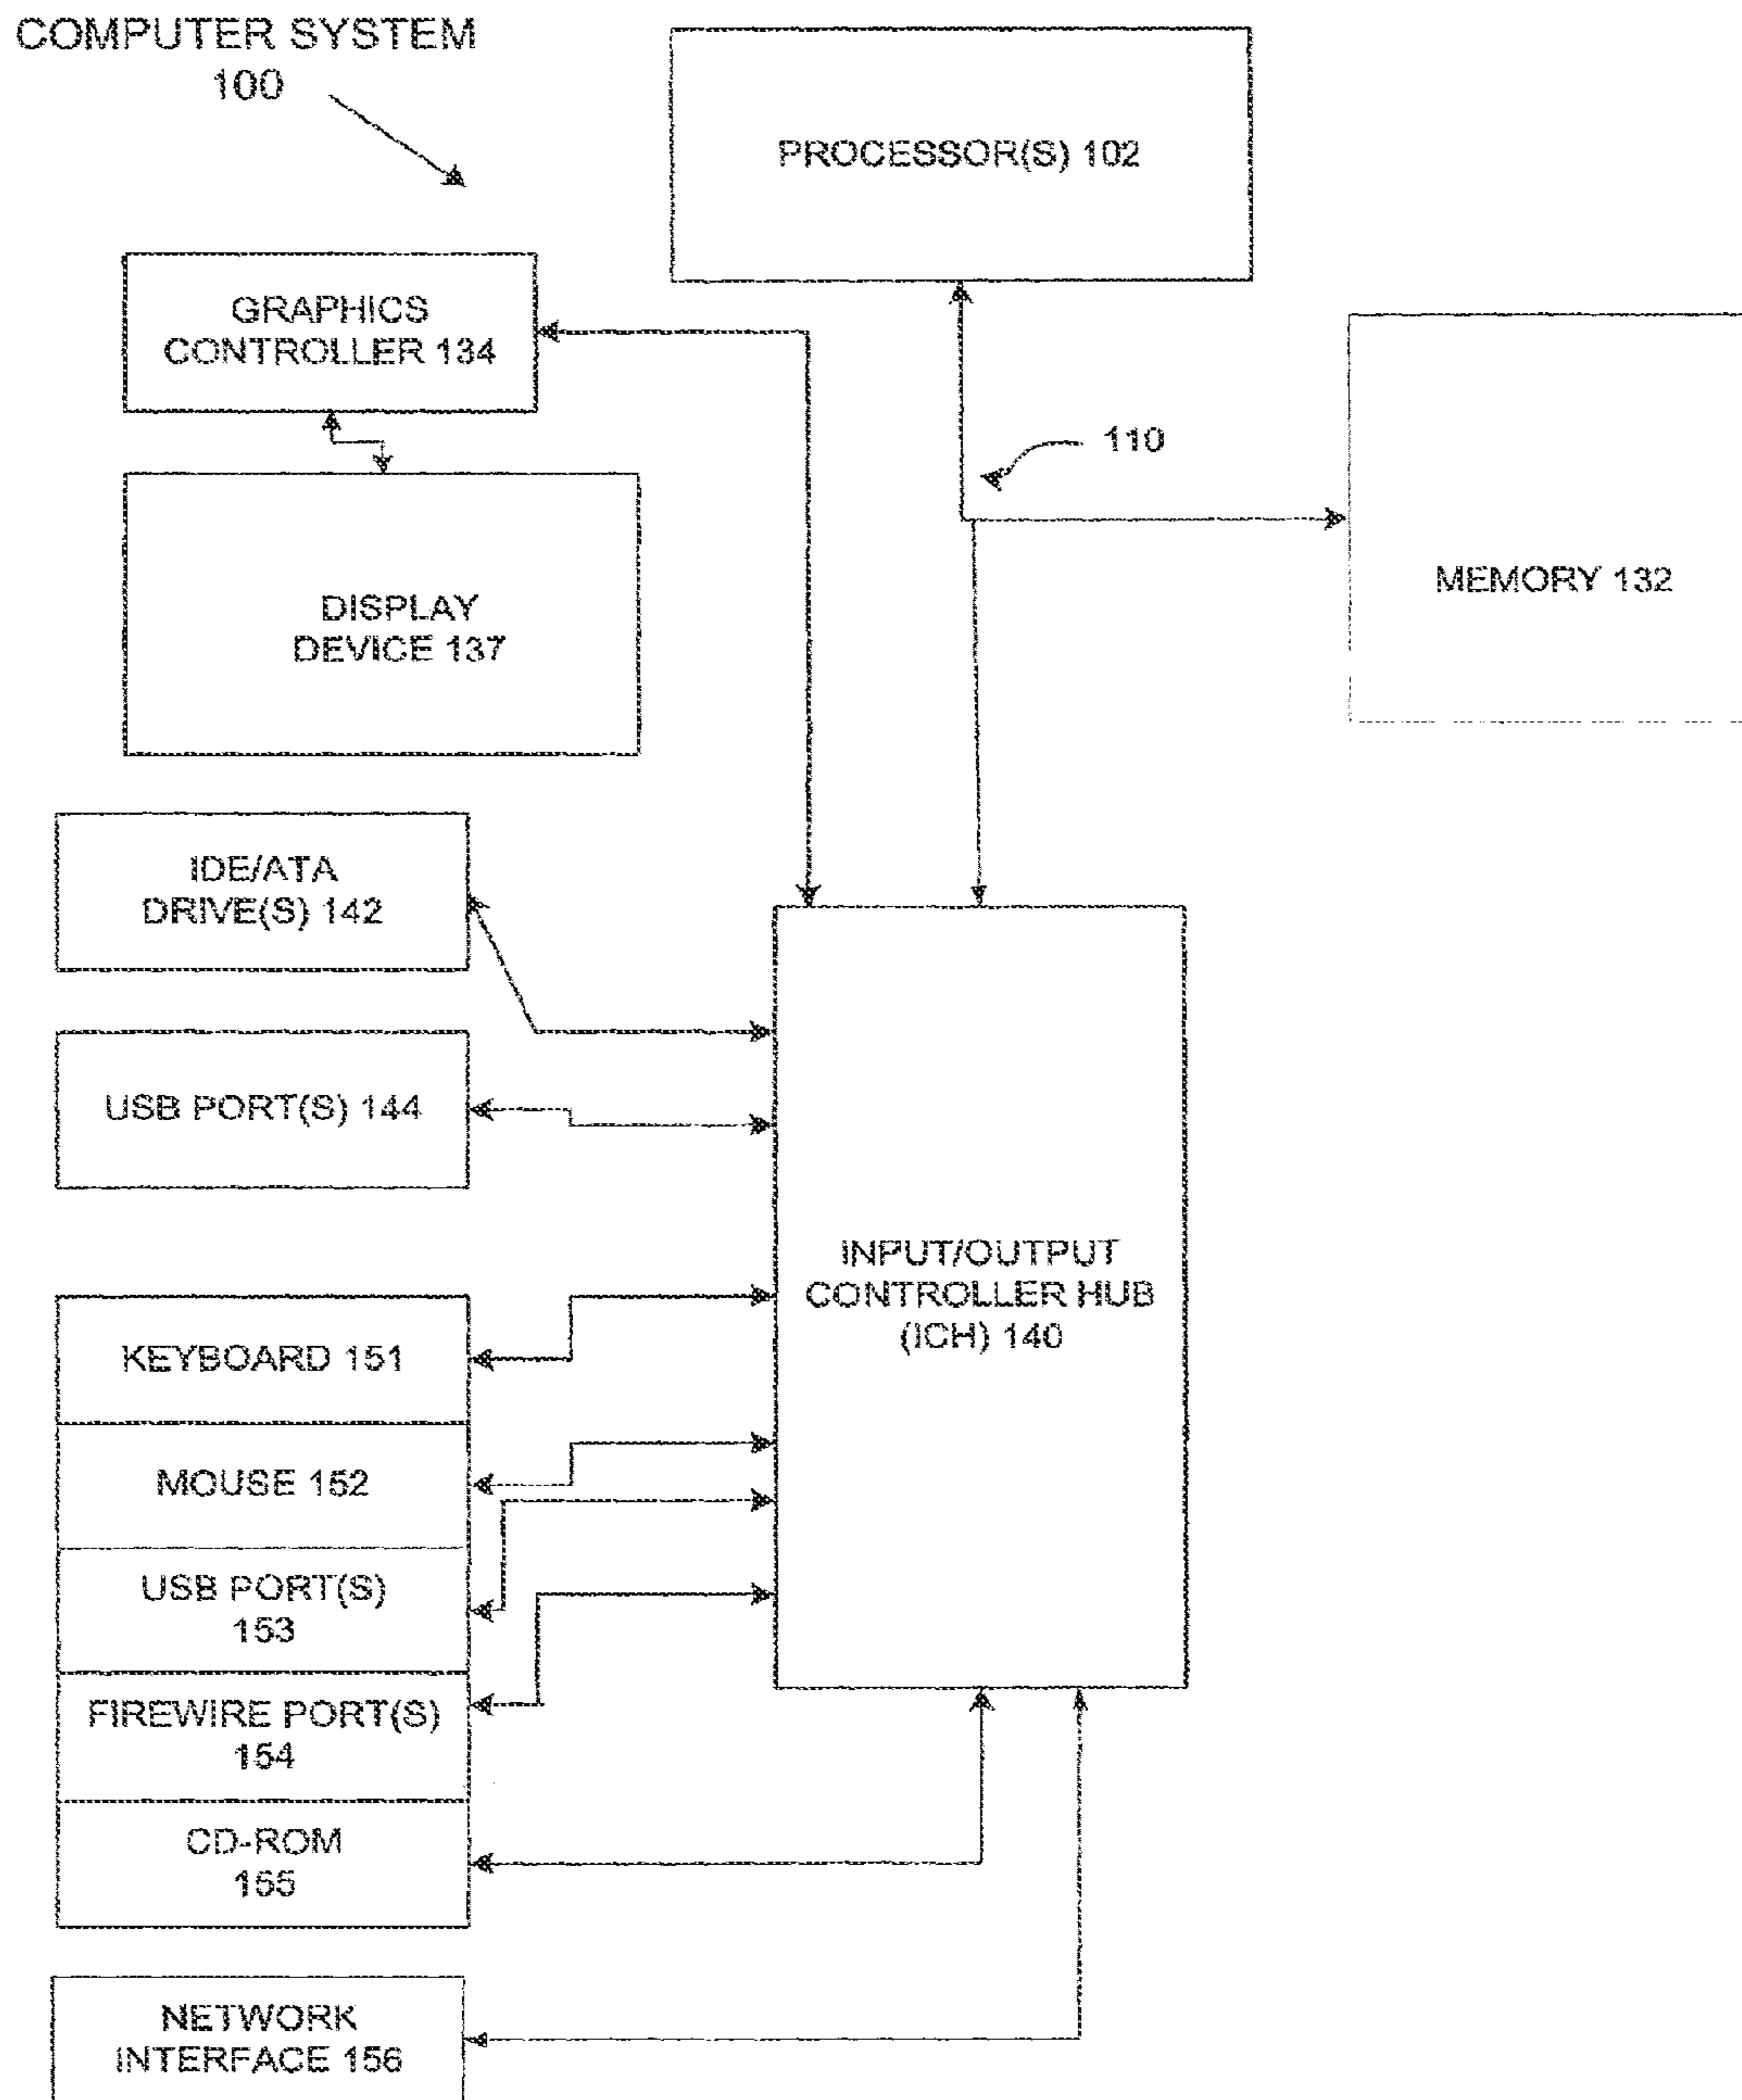 COMPUTER SYSTEM
100
PROCESSOR(S) 102
GRAPHICS
CONTROLLER 134
110
MEMORY 132
DISPLAY
DEVICE 137
IDE/ATA
DRIVE(S) 142
USB PORT(S) 144
INPUT/OUTPUT
CONTROLLER HUB
(ICH) 140
KEYBOARD 151
MOUSE 152
USB PORT(S)
153
FIREWIRE PORT(S)
154
CD-ROM
155
NETWORK
INTERFACE 156